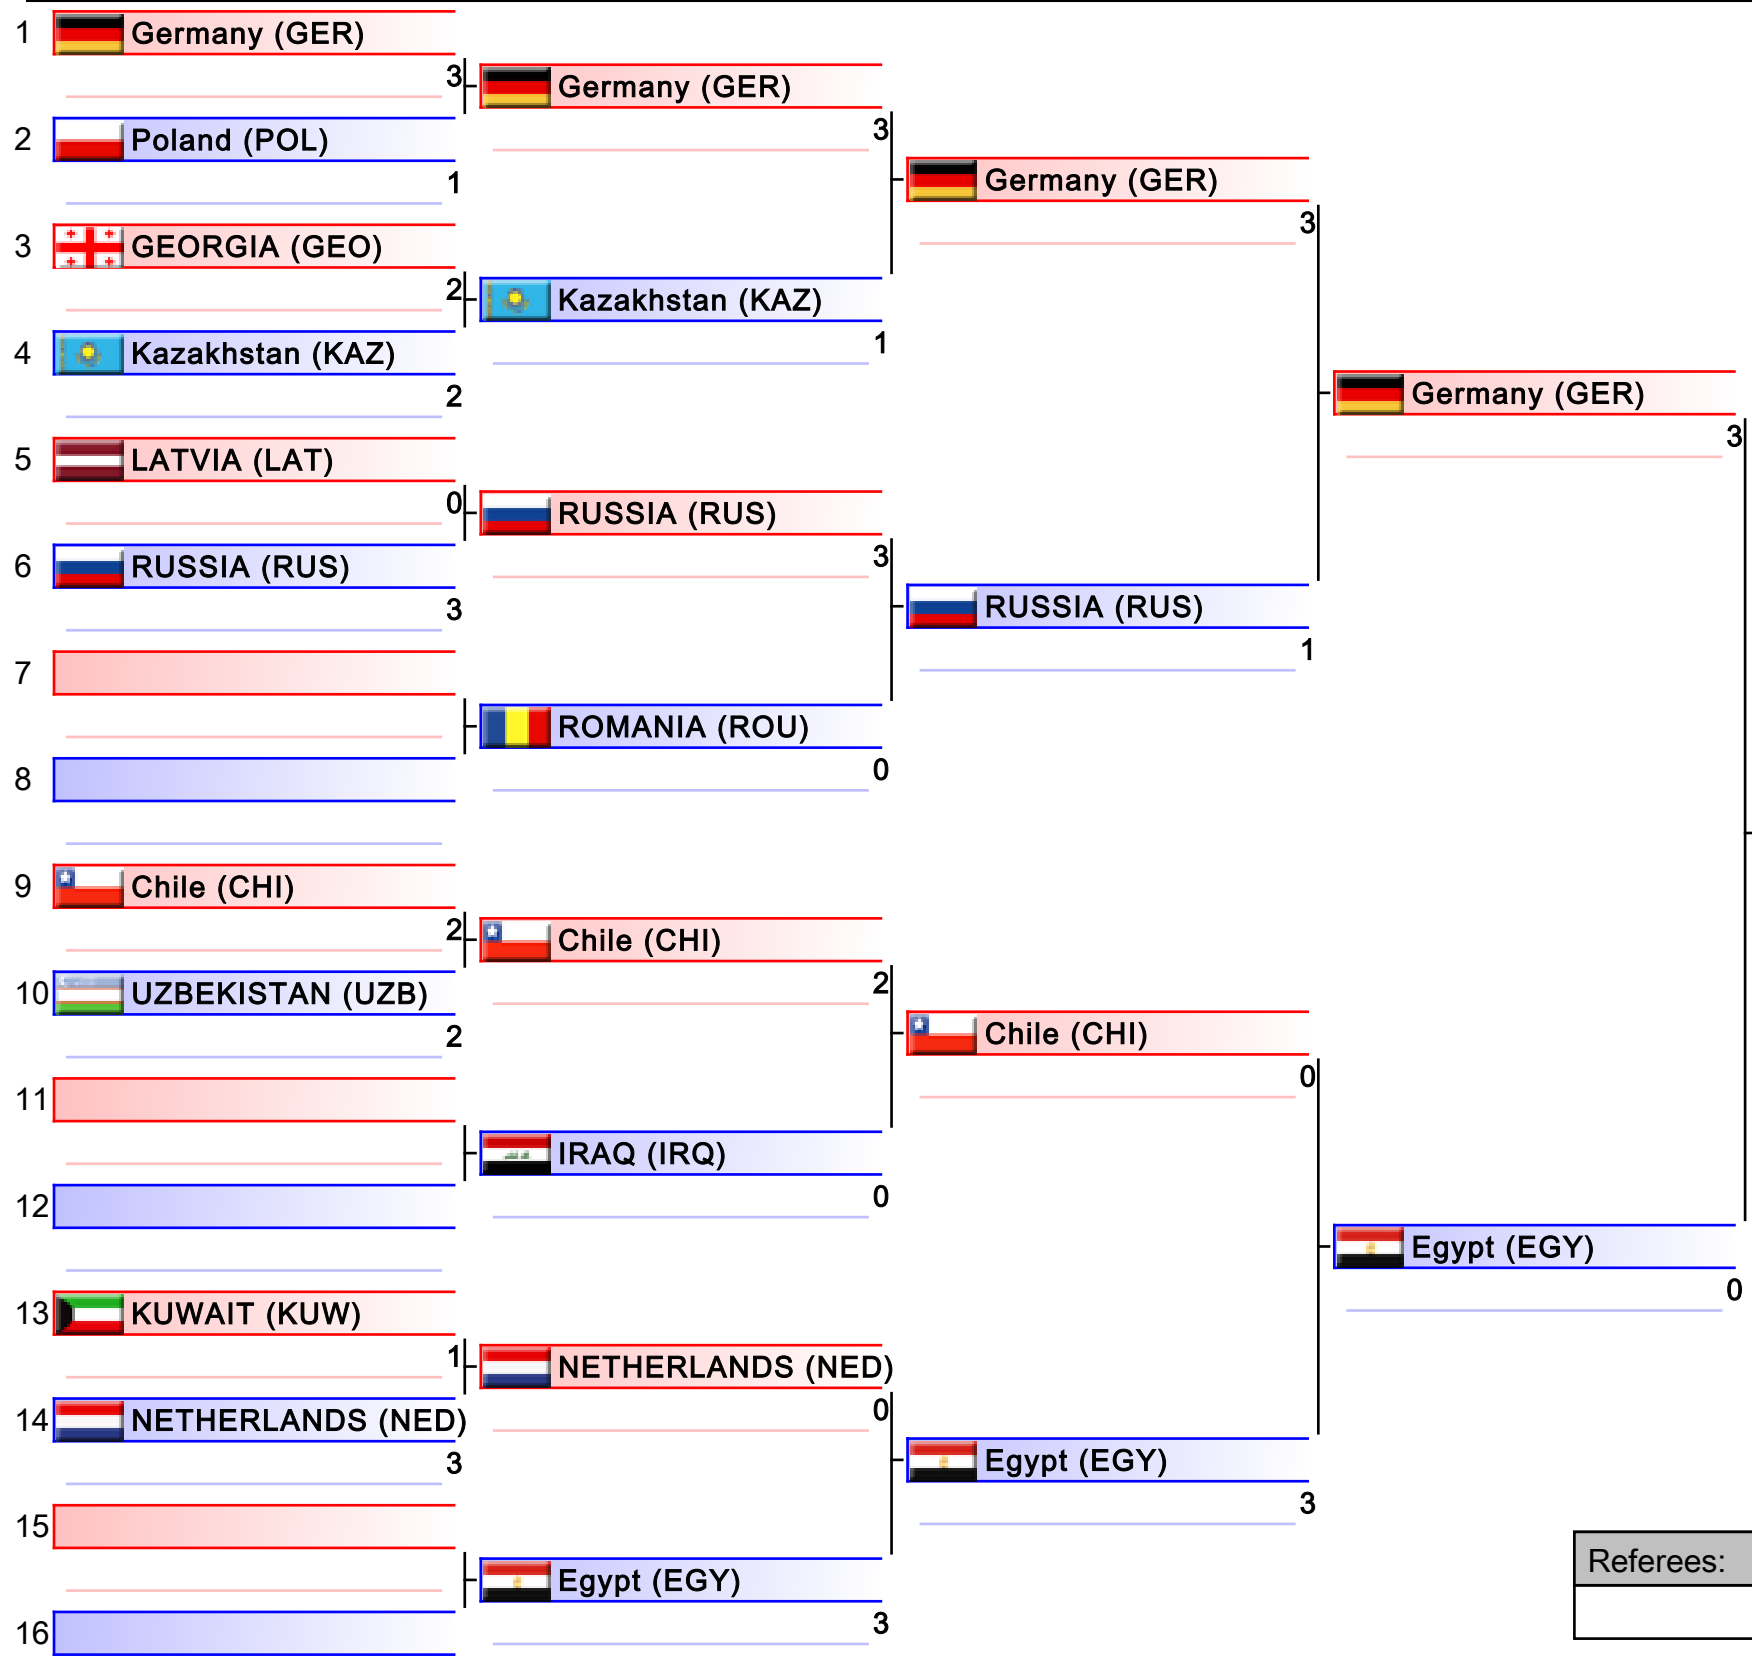 1 Germany (GER)
3 Germany (GER)
2 Poland (POL)
3
1
Germany (GER)
3 GEORGIA (GEO)
3
2 Kazakhstan (KAZ)
4 Kazakhstan (KAZ)
1
2
Germany (GER)
3
5 LATVIA (LAT)
0 RUSSIA (RUS)
6 RUSSIA (RUS)
3
3
RUSSIA (RUS)
1
7
ROMANIA (ROU)
0
8
9 Chile (CHI)
2 Chile (CHI)
10 UZBEKISTAN (UZB)
2
2
Chile (CHI)
0
11
IRAQ (IRQ)
0
12
Egypt (EGY)
0
13 KUWAIT (KUW)
1 NETHERLANDS (NED)
14 NETHERLANDS (NED)
0
3
Egypt (EGY)
3
15
Egypt (EGY)
3
16
Referees: